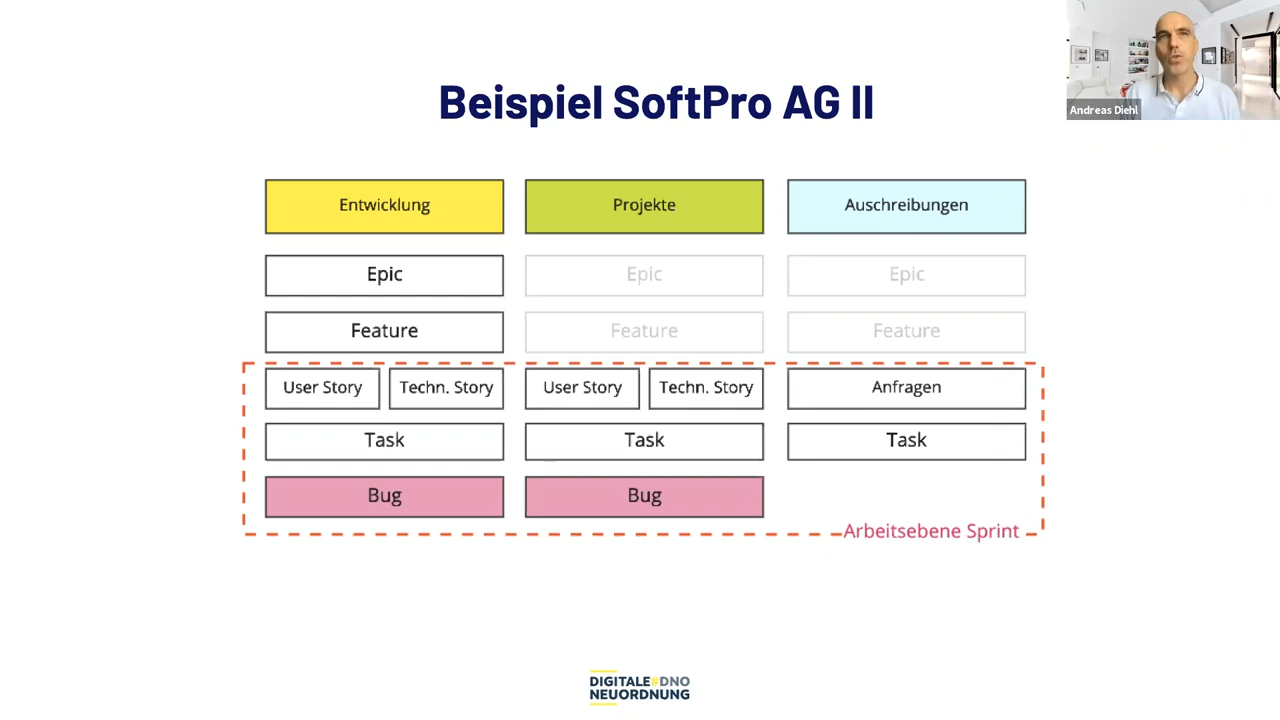 Andreas Diehl
Beispiel SoftPro AG II
Entwicklung Projekte Auschreibungen
Epic Epic Epic
Feature Feature Feature
User Story Techn. Story User Story Techn. Story Anfragen
Task Task Task
Bug Bug
Arbeitsebene Sprint
DIGITALE#DNO
NEUORDNUNG